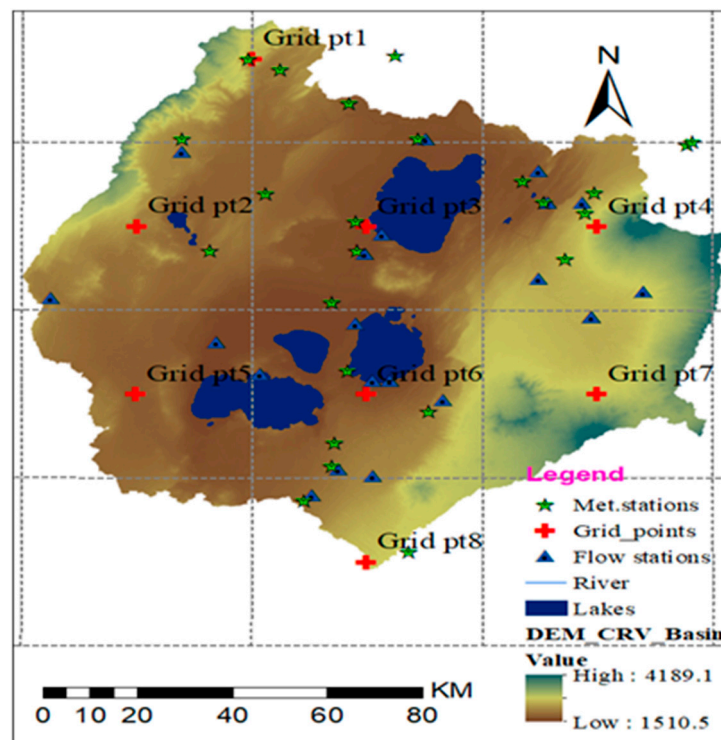 Grid pt1
N
Grid pt2
Grid pt3
Grid pt4
Grid pt5
Grid pt6
Grid pt7
Grid pt8
Legend
Met.stations
Grid_points
Flow stations
River
Lakes
DEM_CRV_Basin
Value
High : 4189.1
Low : 1510.5
KM
0 10 20 40 60 80